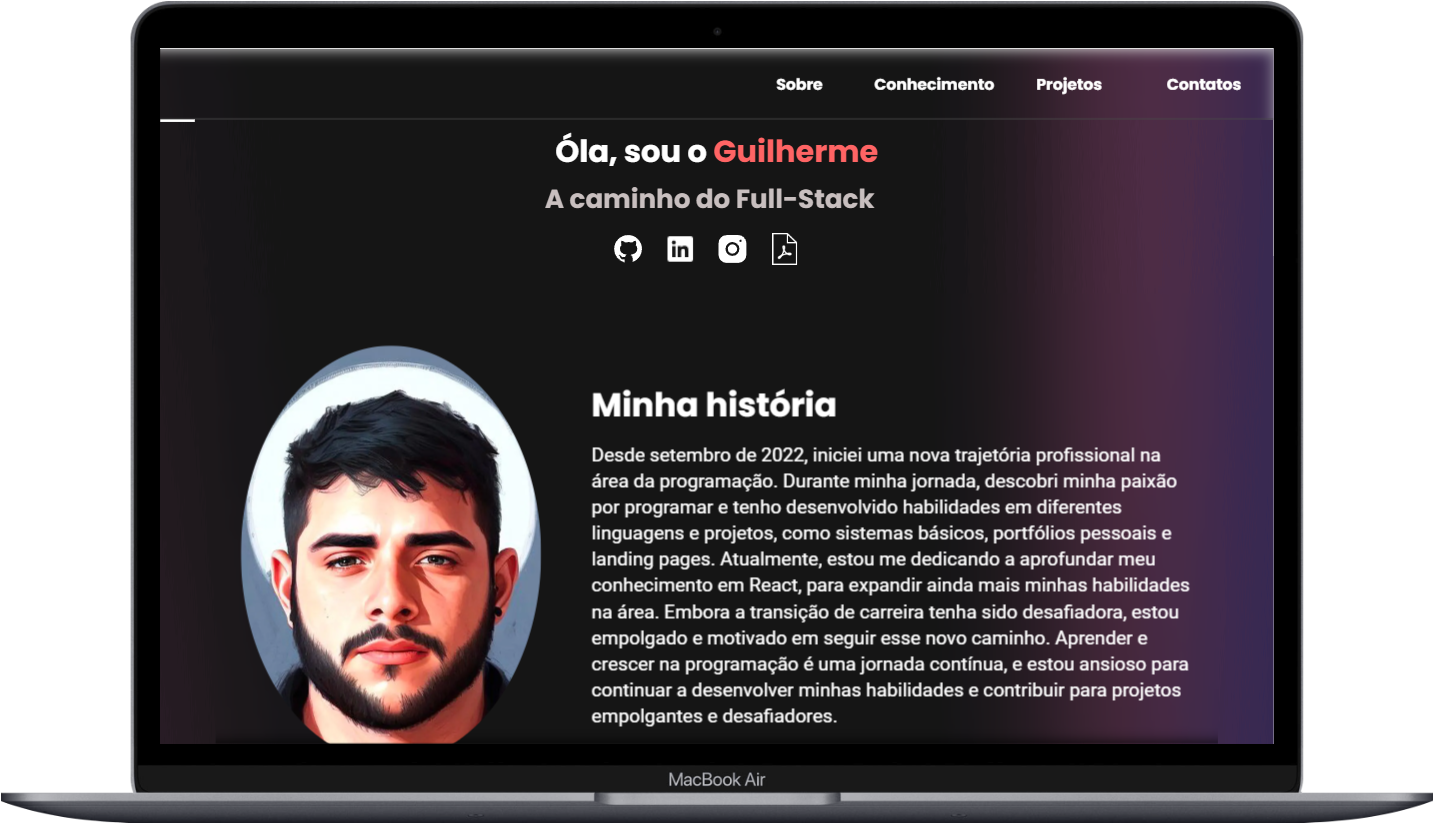 Sobre Conhecimento Projetos Contatos
Óla, sou o Guilherme
A caminho do Full-Stack
in
Minha história
Desde setembro de 2022, iniciei uma nova trajetória profissional na
área da programação. Durante minha jornada, descobri minha paixão
por programar e tenho desenvolvido habilidades em diferentes
linguagens e projetos, como sistemas básicos, portfólios pessoais e
landing pages. Atualmente, estou me dedicando a aprofundar meu
conhecimento em React, para expandir ainda mais minhas habilidades
na área. Embora a transição de carreira tenha sido desafiadora, estou
empolgado e motivado em seguir esse novo caminho. Aprender e
crescer na programação é uma jornada contínua, e estou ansioso para
continuar a desenvolver minhas habilidades e contribuir para projetos
empolgantes e desafiadores.
MacBook Air